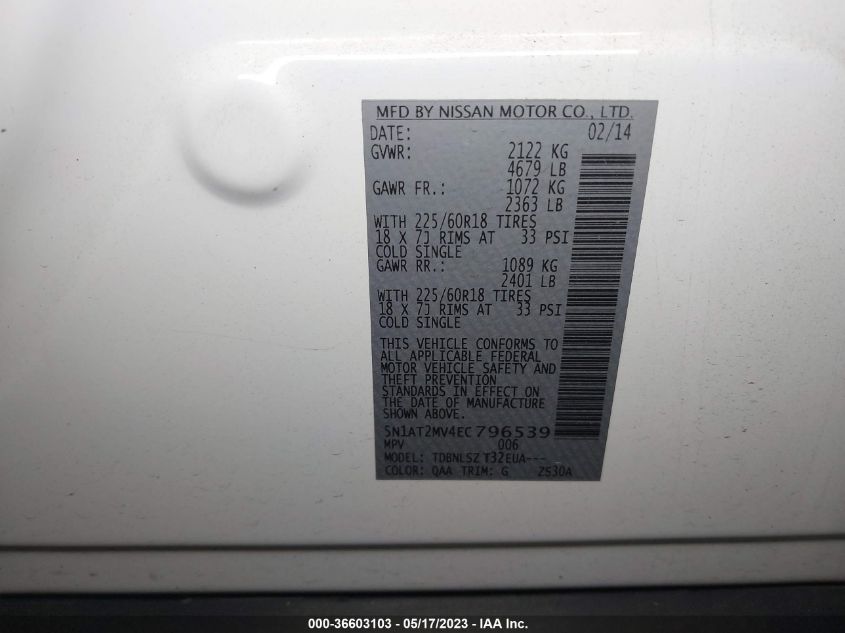 MFD BY NISSAN MOTOR CO., LTD.
DATE: 02/14
GVWR: 2122 KG
4679 LB
GAWR FR.: 1072 KG
2363 LB
WITH 225/60R18 TIRES
18 X 7J RIMS AT 33 PSI
COLD SINGLE
GAWR RR.: 1089 KG
2401 LB
WITH 225/60R18 TIRES
18 X 7J RIMS AT 33 PSI
COLD SINGLE
THIS VEHICLE CONFORMS TO
ALL APPLICABLE FEDERAL
MOTOR VEHICLE SAFETY AND
THEFT PREVENTION
STANDARDS IN EFFECT ON
THE DATE OF MANUFACTURE
SHOWN ABOVE.
5N1AT2MV4EC796539
MPV 006
MODEL: TDBNLSZ T32EUA---
COLOR: QAA TRIM: G 2S30A
000-36603103 - 05/17/2023 - IAA Inc.